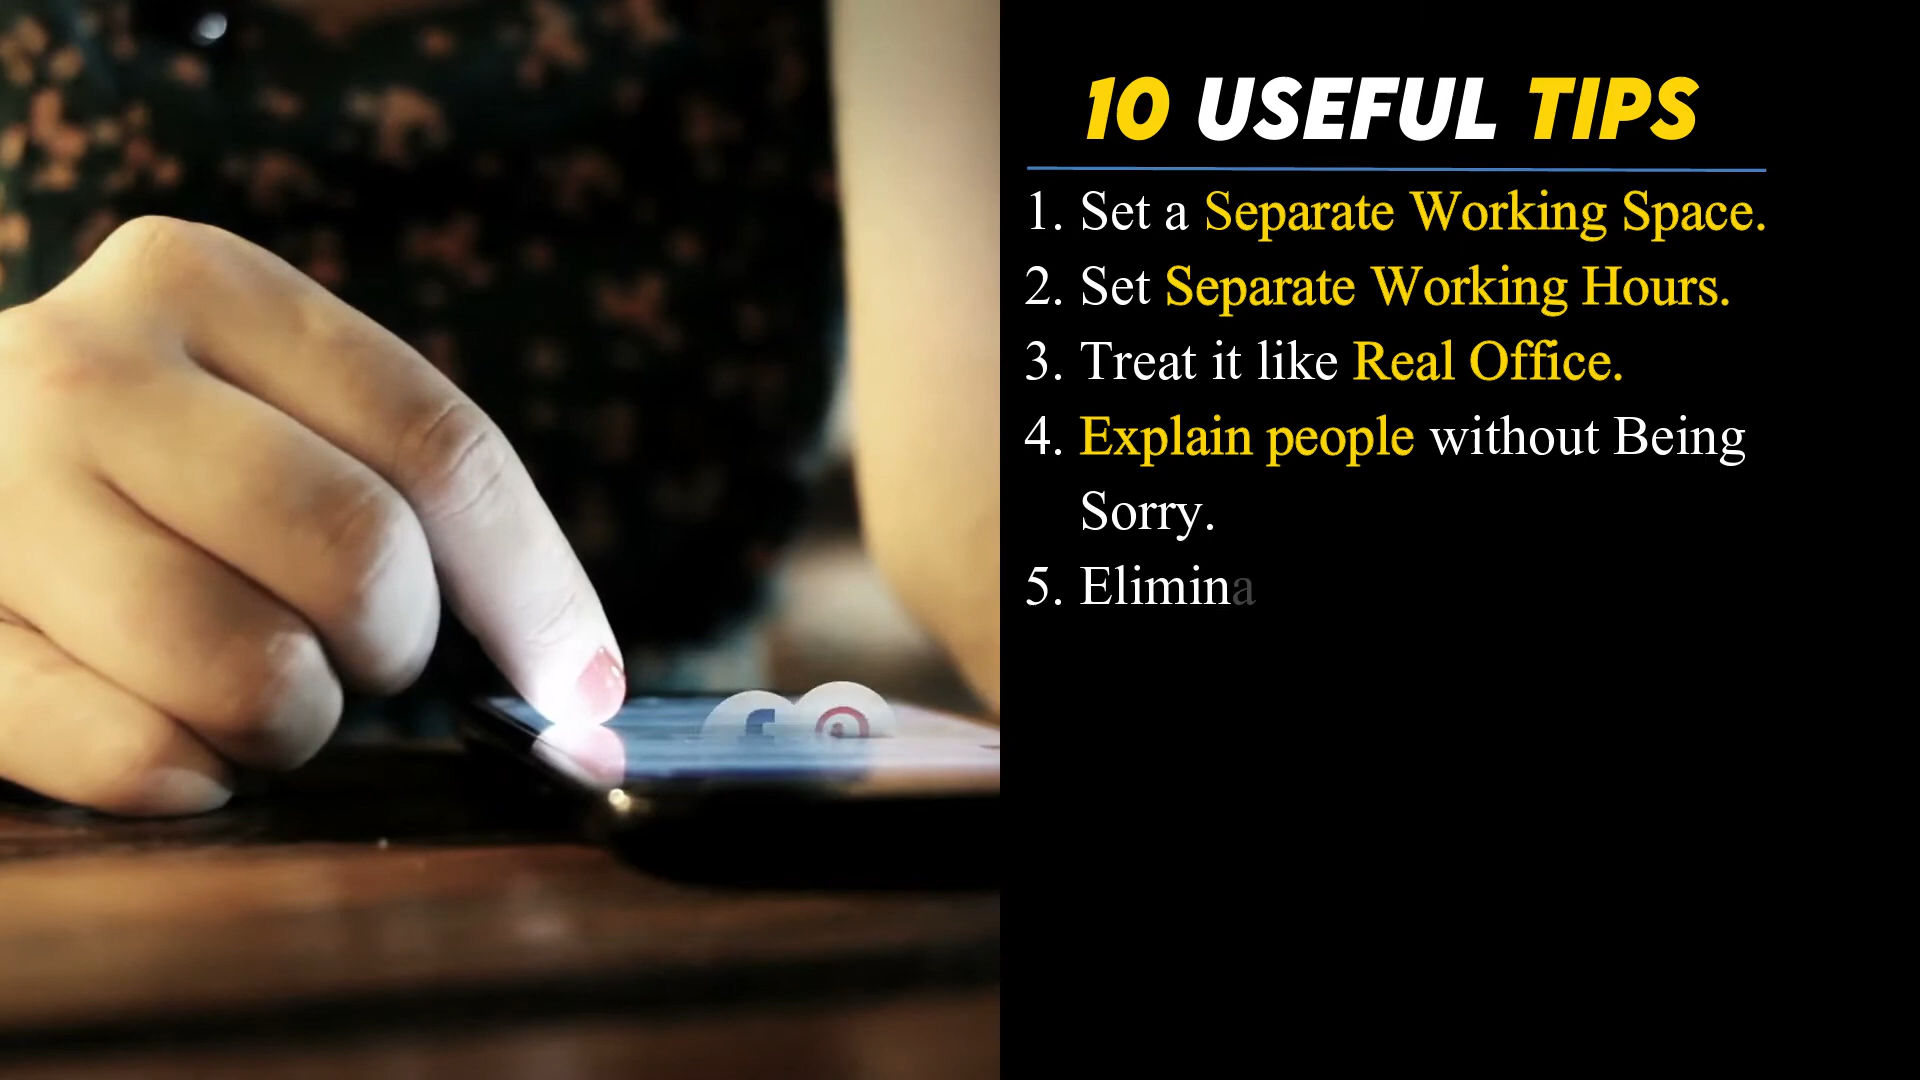 10 USEFUL TIPS
1. Set a Separate Working Space.
2. Set Separate Working Hours.
3. Treat it like Real Office.
4. Explain people without Being
Sorry.
5. Elimina